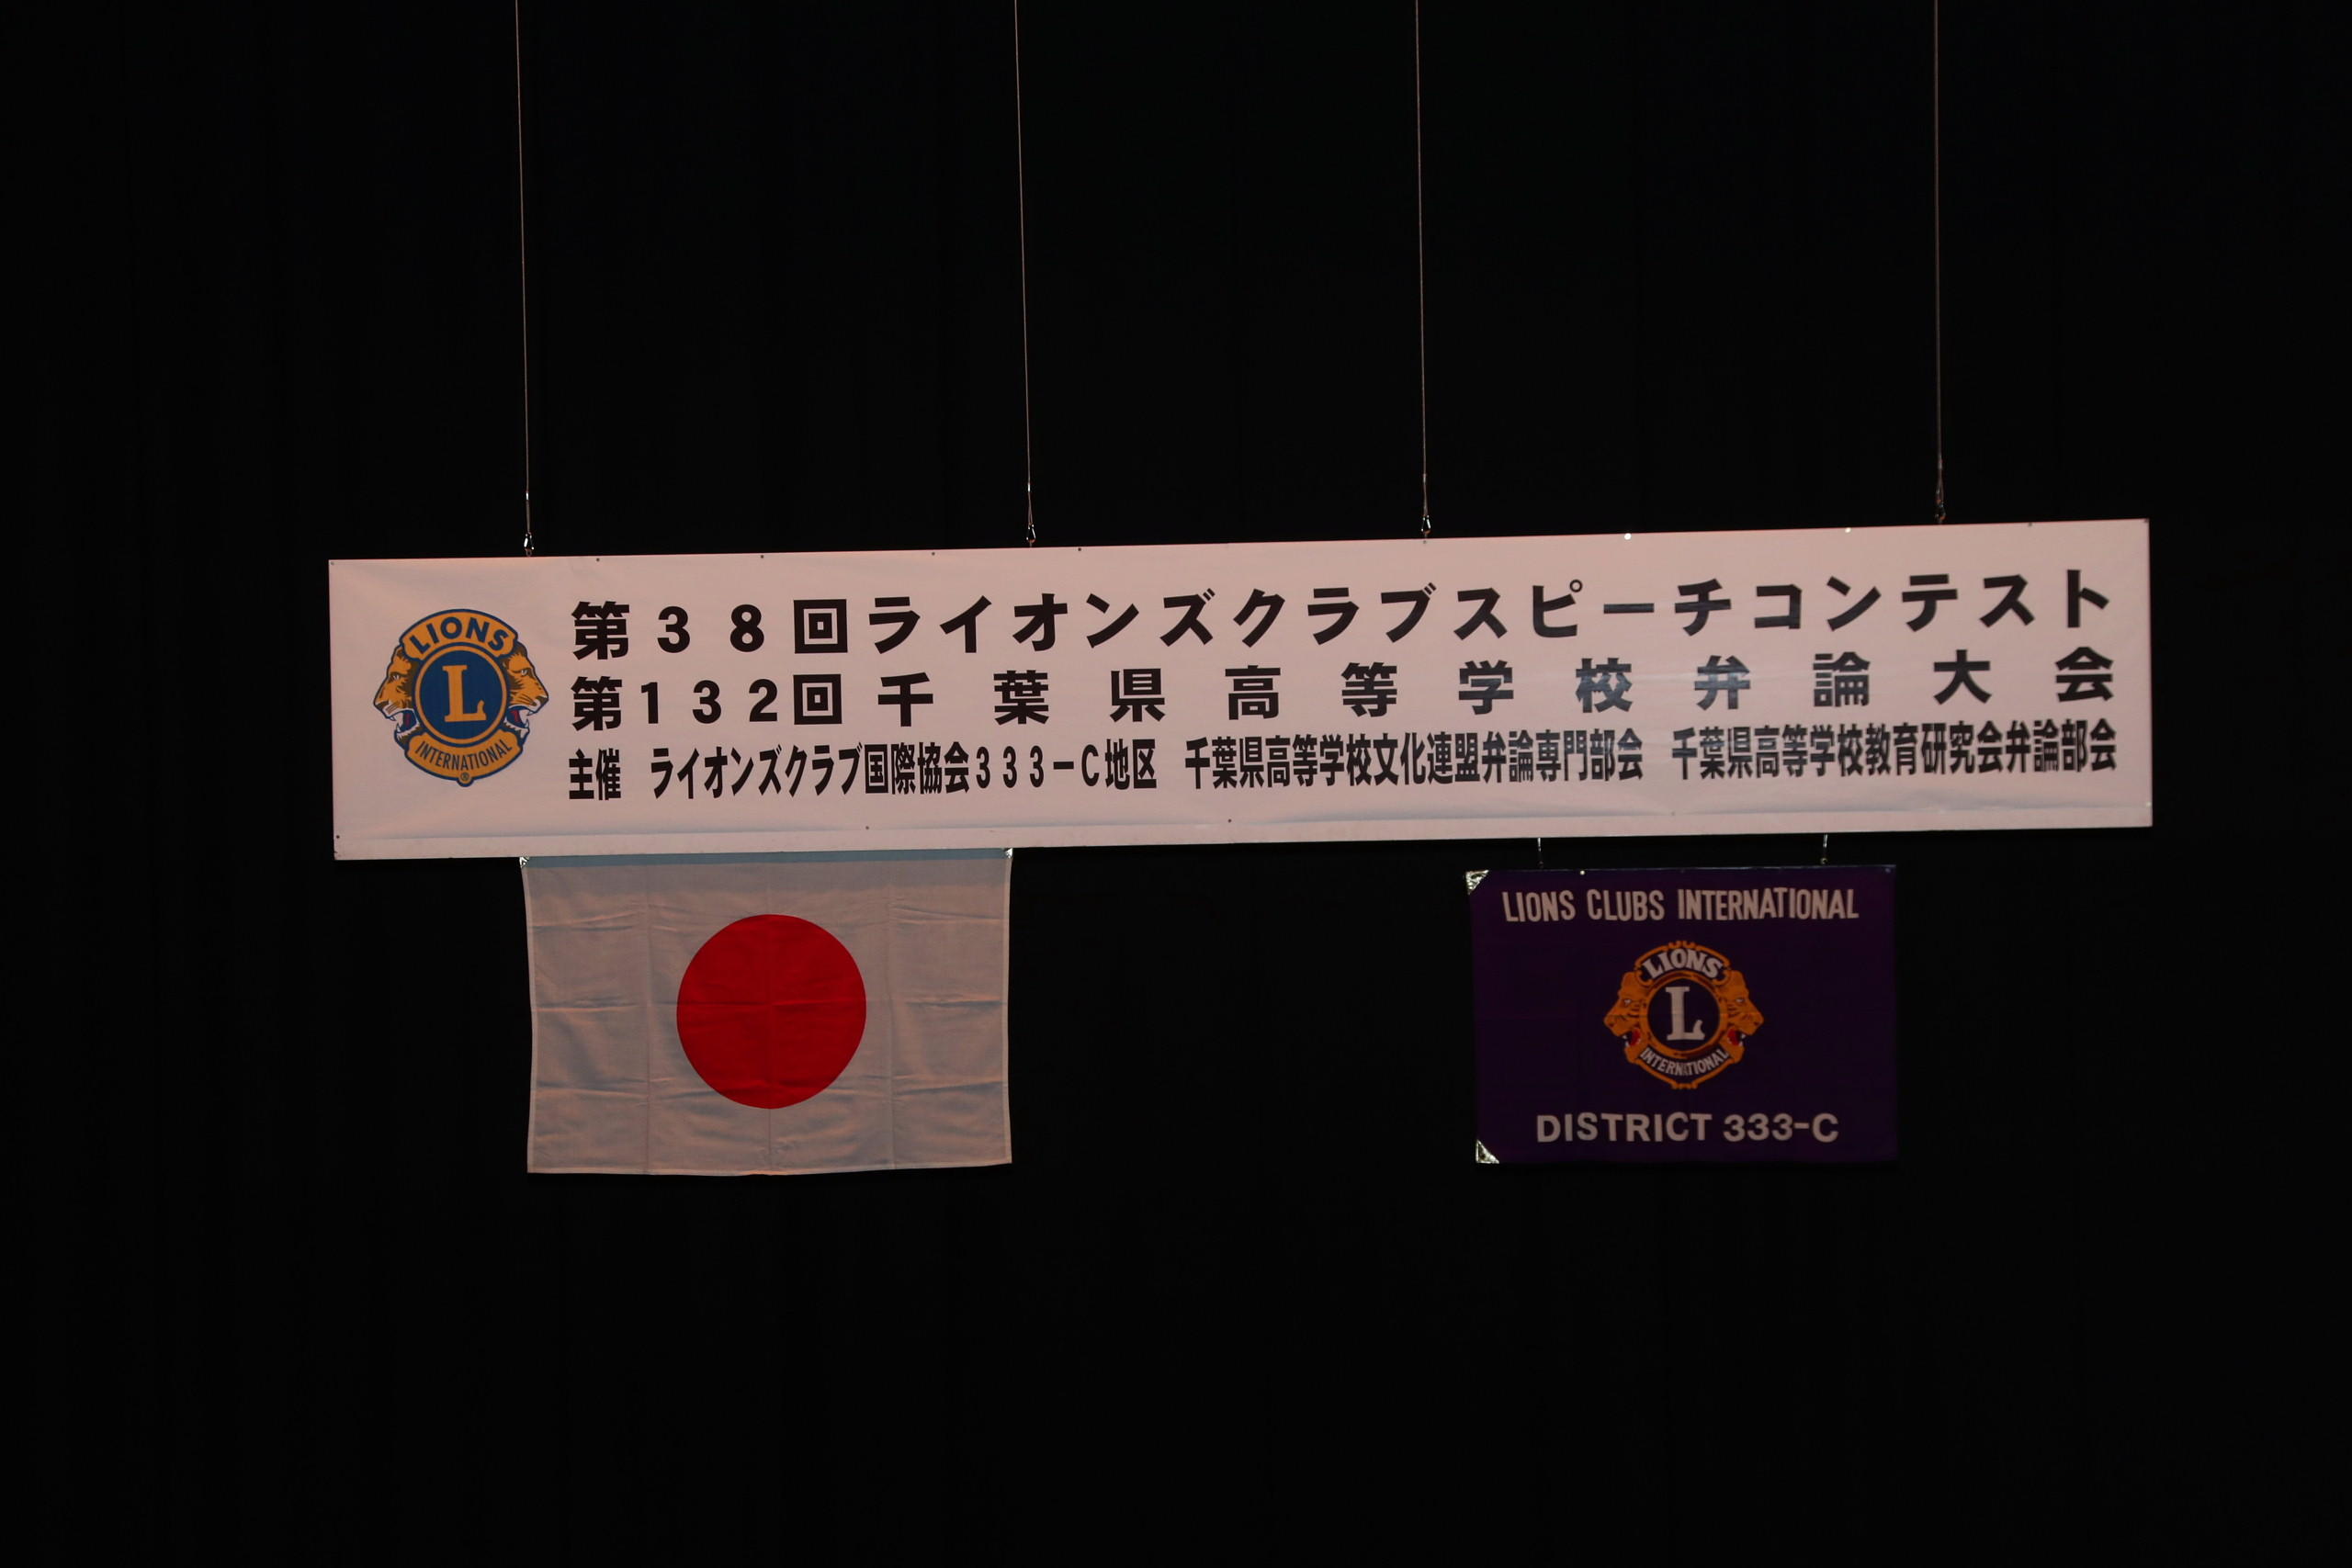 第３８回ライオンズクラブスピーチコンテスト
第１３２回千葉県高等学校弁論大会
主催　ライオンズクラブ国際協会３３３－Ｃ地区　千葉県高等学校文化連盟弁論専門部会　千葉県高等学校教育研究会弁論部会
LIONS
L
INTERNATIONAL
®
LIONS CLUBS INTERNATIONAL
LIONS
L
INTERNATIONAL
DISTRICT 333-C